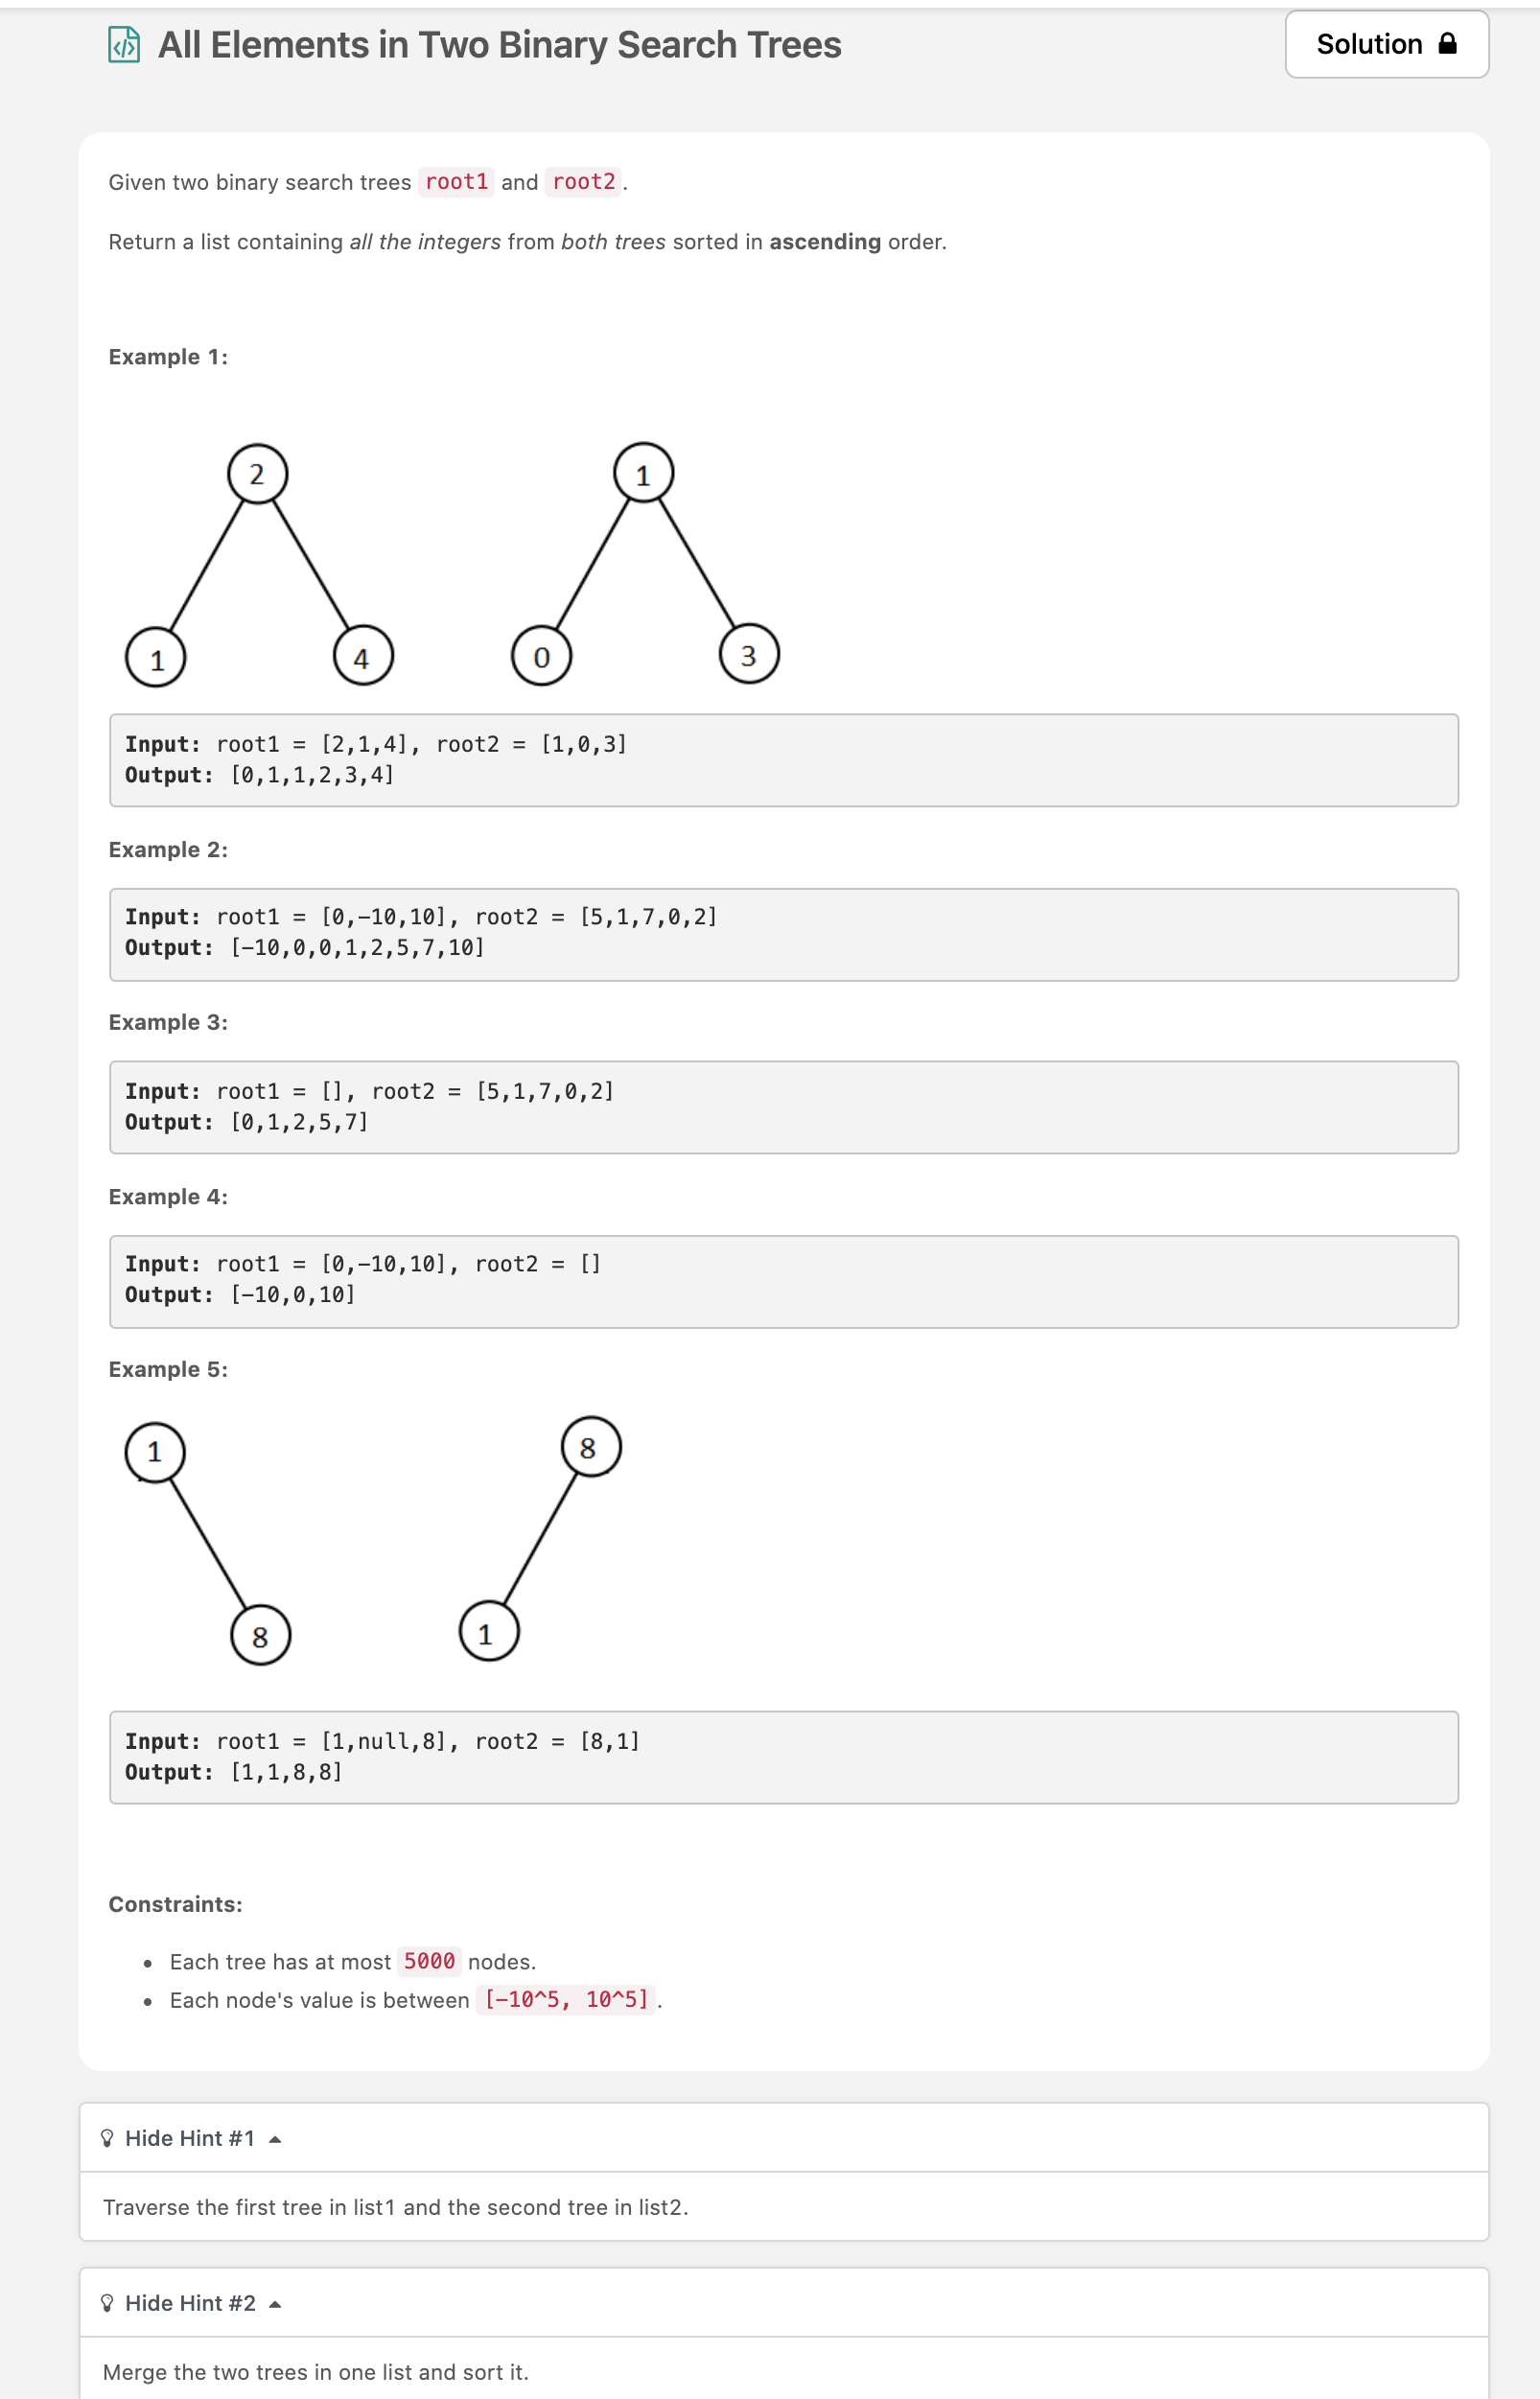 All Elements in Two Binary Search Trees
Solution
Given two binary search trees root1 and root2.
Return a list containing all the integers from both trees sorted in ascending order.
Example 1:
2
1
1
4
0
3
Input: root1 = [2,1,4], root2 = [1,0,3]
Output: [0,1,1,2,3,4]
Example 2:
Input: root1 = [0,-10,10], root2 = [5,1,7,0,2]
Output: [-10,0,0,1,2,5,7,10]
Example 3:
Input: root1 = [], root2 = [5,1,7,0,2]
Output: [0,1,2,5,7]
Example 4:
Input: root1 = [0,-10,10], root2 = []
Output: [-10,0,10]
Example 5:
1
8
8
1
Input: root1 = [1,null,8], root2 = [8,1]
Output: [1,1,8,8]
Constraints:
• Each tree has at most 5000 nodes.
• Each node's value is between [-10^5, 10^5].
Hide Hint #1
Traverse the first tree in list1 and the second tree in list2.
Hide Hint #2
Merge the two trees in one list and sort it.